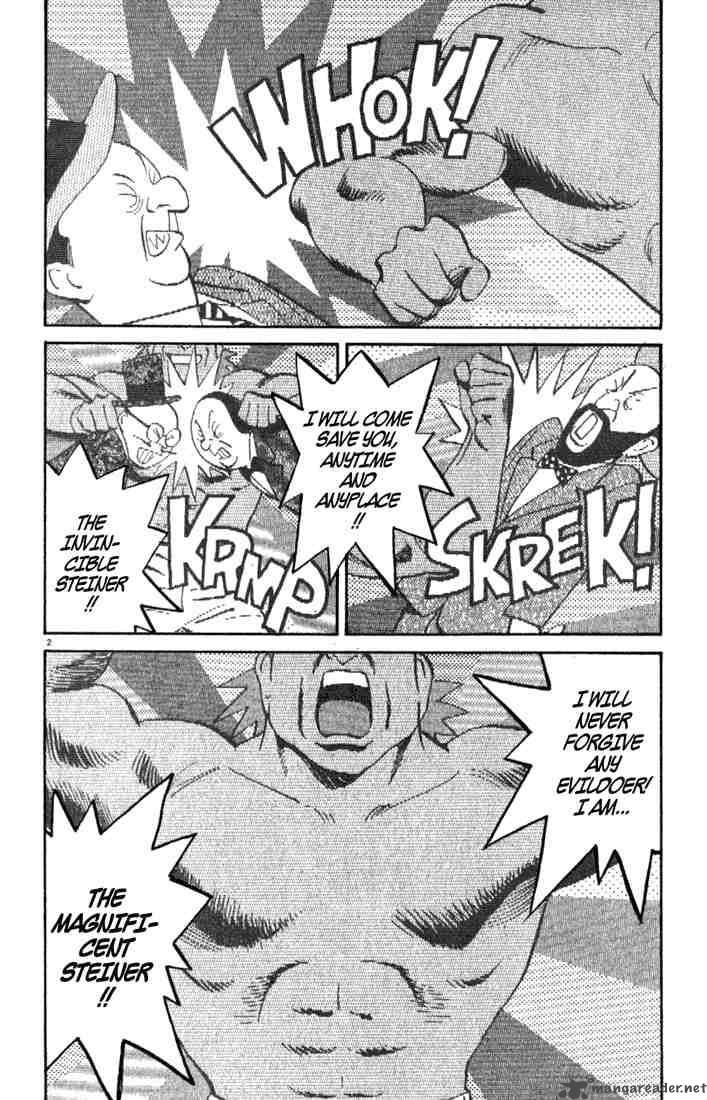 WHOK!
SKREK!
I WILL COME
SAVE YOU,
ANYTIME
AND
ANYPLACE
!!
KRMP
THE
INVIN-
CIBLE
STEINER
!!
2
I WILL
NEVER
FORGIVE
ANY
EVILDOER!
I AM...
THE
MAGNIFI-
CENT
STEINER
!!
mangareader.net